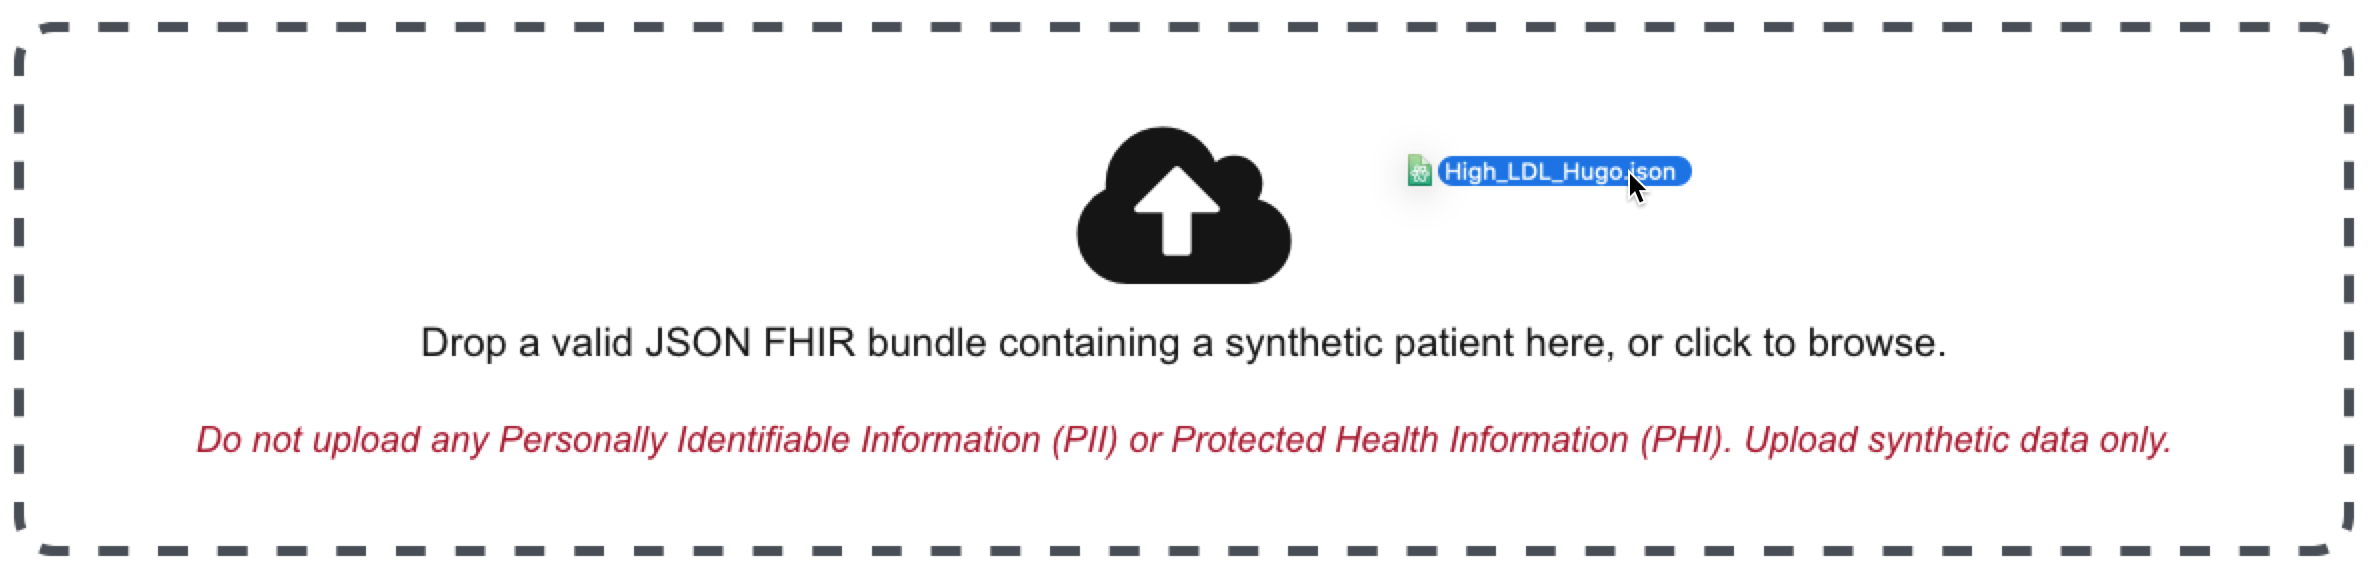 High_LDL_Hugo.json
Drop a valid JSON FHIR bundle containing a synthetic patient here, or click to browse.
Do not upload any Personally Identifiable Information (PII) or Protected Health Information (PHI). Upload synthetic data only.